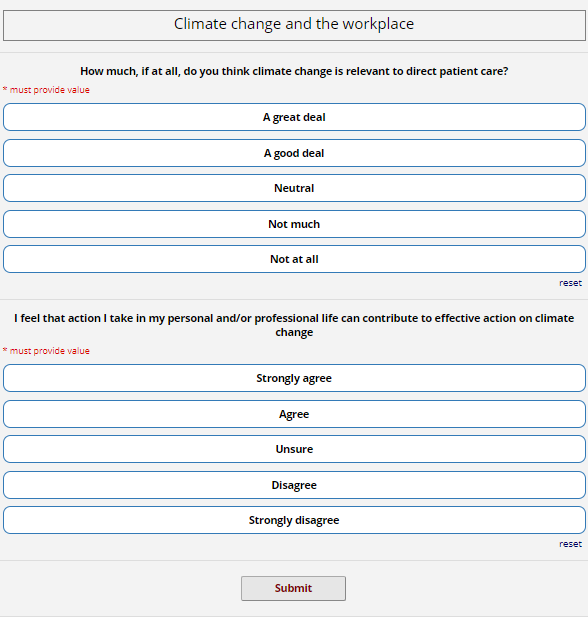 Climate change and the workplace
How much, if at all, do you think climate change is relevant to direct patient care?
* must provide value
A great deal
A good deal
Neutral
Not much
Not at all
reset
I feel that action I take in my personal and/or professional life can contribute to effective action on climate
change
* must provide value
Strongly agree
Agree
Unsure
Disagree
Strongly disagree
reset
Submit